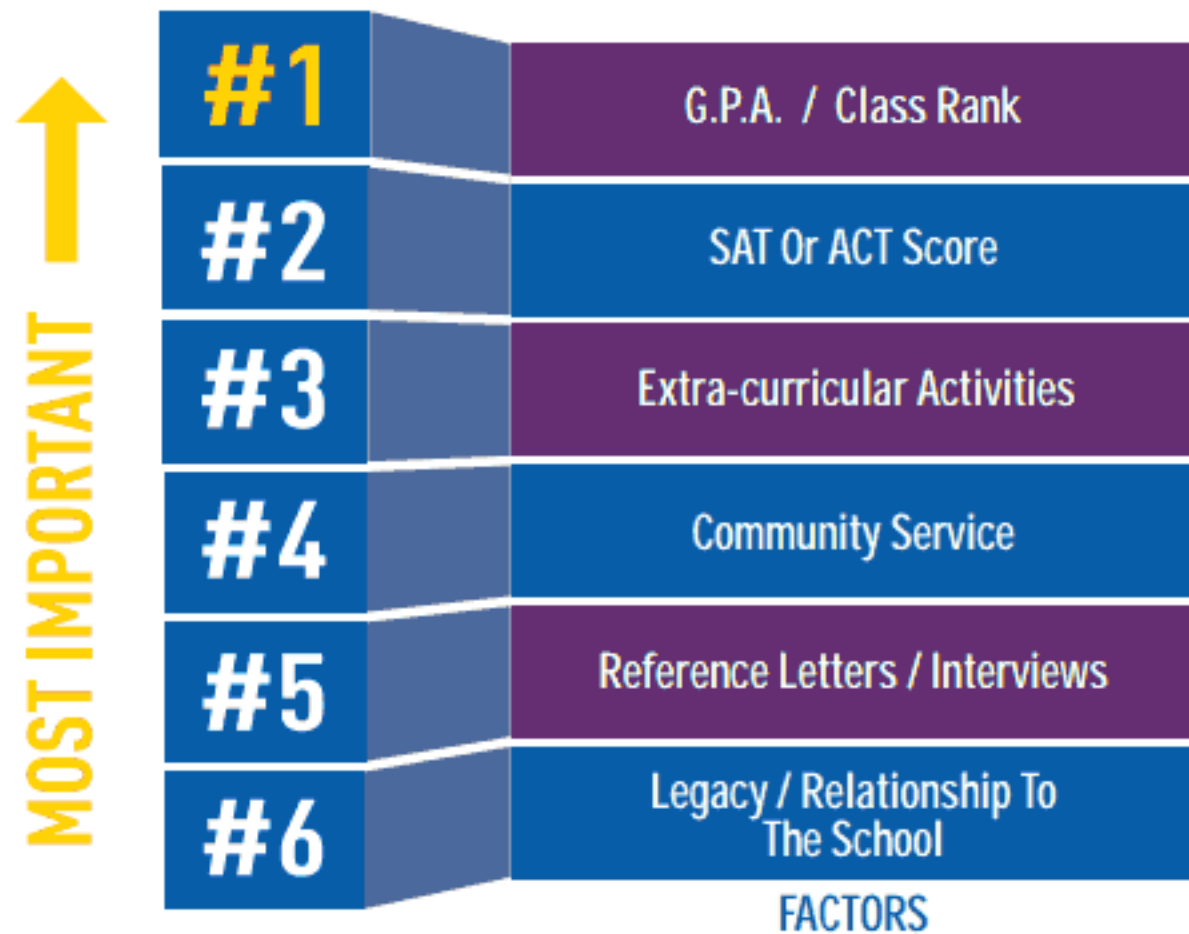 MOST IMPORTANT
#1
G.P.A. / Class Rank
#2
SAT Or ACT Score
#3
Extra-curricular Activities
#4
Community Service
#5
Reference Letters / Interviews
#6
Legacy / Relationship To
The School
FACTORS